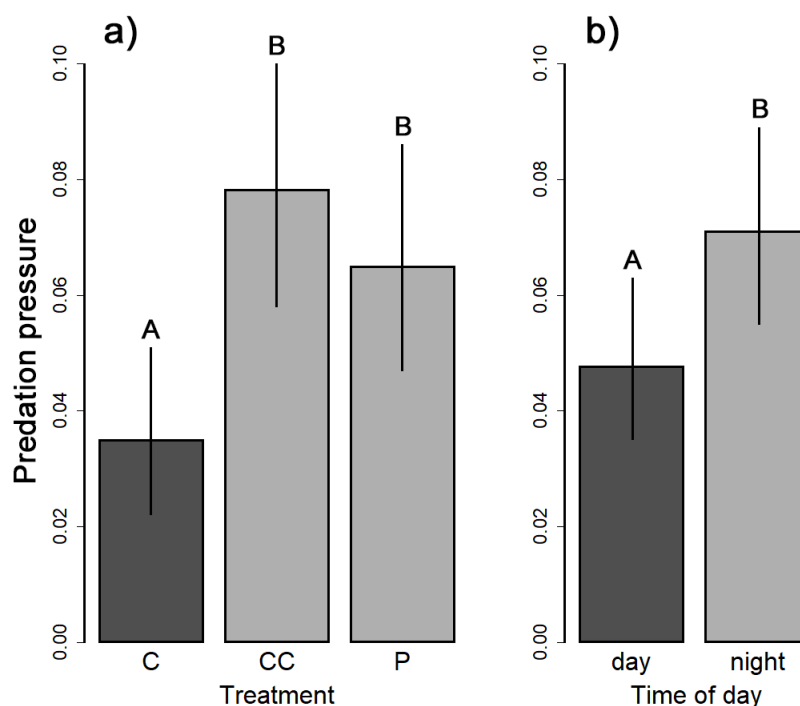 a)
Predation pressure
0.00
0.02
0.04
0.06
0.08
0.10
A
B
B
C
CC
P
Treatment
b)
0.00
0.02
0.04
0.06
0.08
0.10
A
B
day
night
Time of day